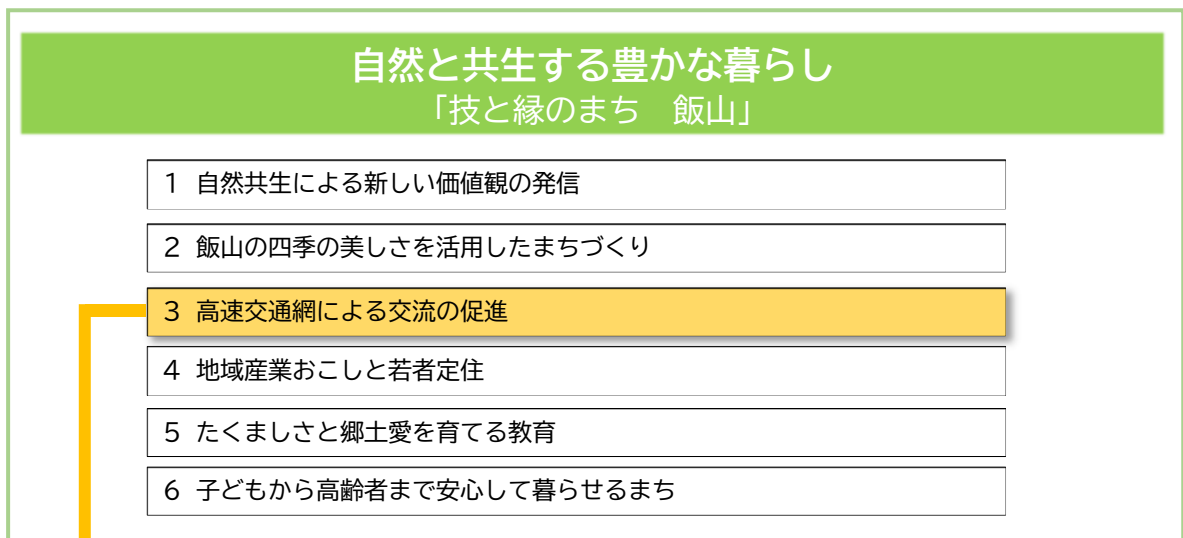 自然と共生する豊かな暮らし
「技と縁のまち　飯山」
1 自然共生による新しい価値観の発信
2 飯山の四季の美しさを活用したまちづくり
3 高速交通網による交流の促進
4 地域産業おこしと若者定住
5 たくましさと郷土愛を育てる教育
6 子どもから高齢者まで安心して暮らせるまち